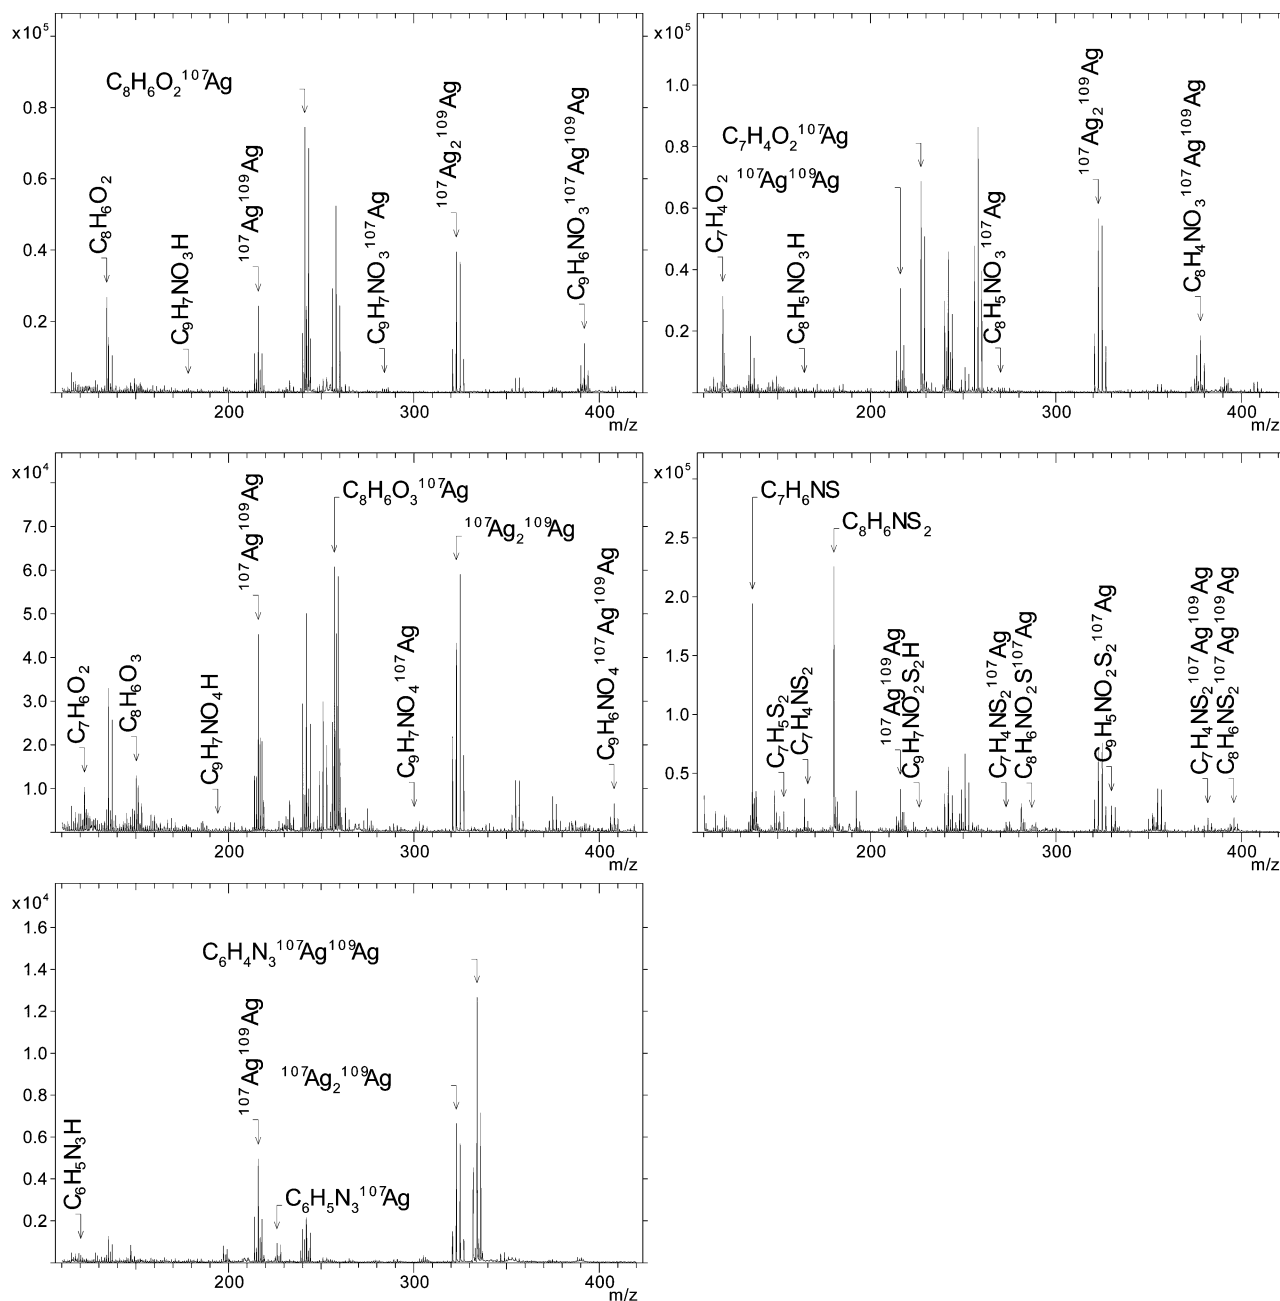 x10⁵
0.8
0.6
0.4
0.2
C₈H₆O₂
C₉H₇NO₃H
¹⁰⁷Ag¹⁰⁹Ag
C₈H₆O₂¹⁰⁷Ag
C₉H₇NO₃¹⁰⁷Ag
¹⁰⁷Ag₂¹⁰⁹Ag
C₉H₆NO₃¹⁰⁷Ag¹⁰⁹Ag
200
300
400
m/z
x10⁵
1.0
0.8
0.6
0.4
0.2
C₇H₄O₂
C₇H₄O₂¹⁰⁷Ag
¹⁰⁷Ag¹⁰⁹Ag
C₈H₅NO₃H
C₈H₅NO₃¹⁰⁷Ag
¹⁰⁷Ag₂¹⁰⁹Ag
C₈H₄NO₃¹⁰⁷Ag¹⁰⁹Ag
200
300
400
m/z
x10⁴
7.0
6.0
5.0
4.0
3.0
2.0
1.0
C₇H₆O₂
C₈H₆O₃
C₉H₇NO₄H
¹⁰⁷Ag¹⁰⁹Ag
C₈H₆O₃¹⁰⁷Ag
C₉H₇NO₄¹⁰⁷Ag
¹⁰⁷Ag₂¹⁰⁹Ag
C₉H₆NO₄¹⁰⁷Ag¹⁰⁹Ag
200
300
400
m/z
x10⁵
2.5
2.0
1.5
1.0
0.5
C₇H₆NS
C₈H₆NS₂
C₇H₅S₂
C₇H₄NS₂
¹⁰⁷Ag¹⁰⁹Ag
C₉H₇NO₂S₂H
C₇H₄NS₂¹⁰⁷Ag
C₈H₆NO₂S¹⁰⁷Ag
C₉H₅NO₂S₂¹⁰⁷Ag
C₇H₄NS₂¹⁰⁷Ag¹⁰⁹Ag
C₈H₆NS₂¹⁰⁷Ag¹⁰⁹Ag
200
300
400
m/z
x10⁴
1.6
1.4
1.2
1.0
0.8
0.6
0.4
0.2
C₆H₅N₃H
¹⁰⁷Ag¹⁰⁹Ag
C₆H₅N₃¹⁰⁷Ag
¹⁰⁷Ag₂¹⁰⁹Ag
C₆H₄N₃¹⁰⁷Ag¹⁰⁹Ag
200
300
400
m/z